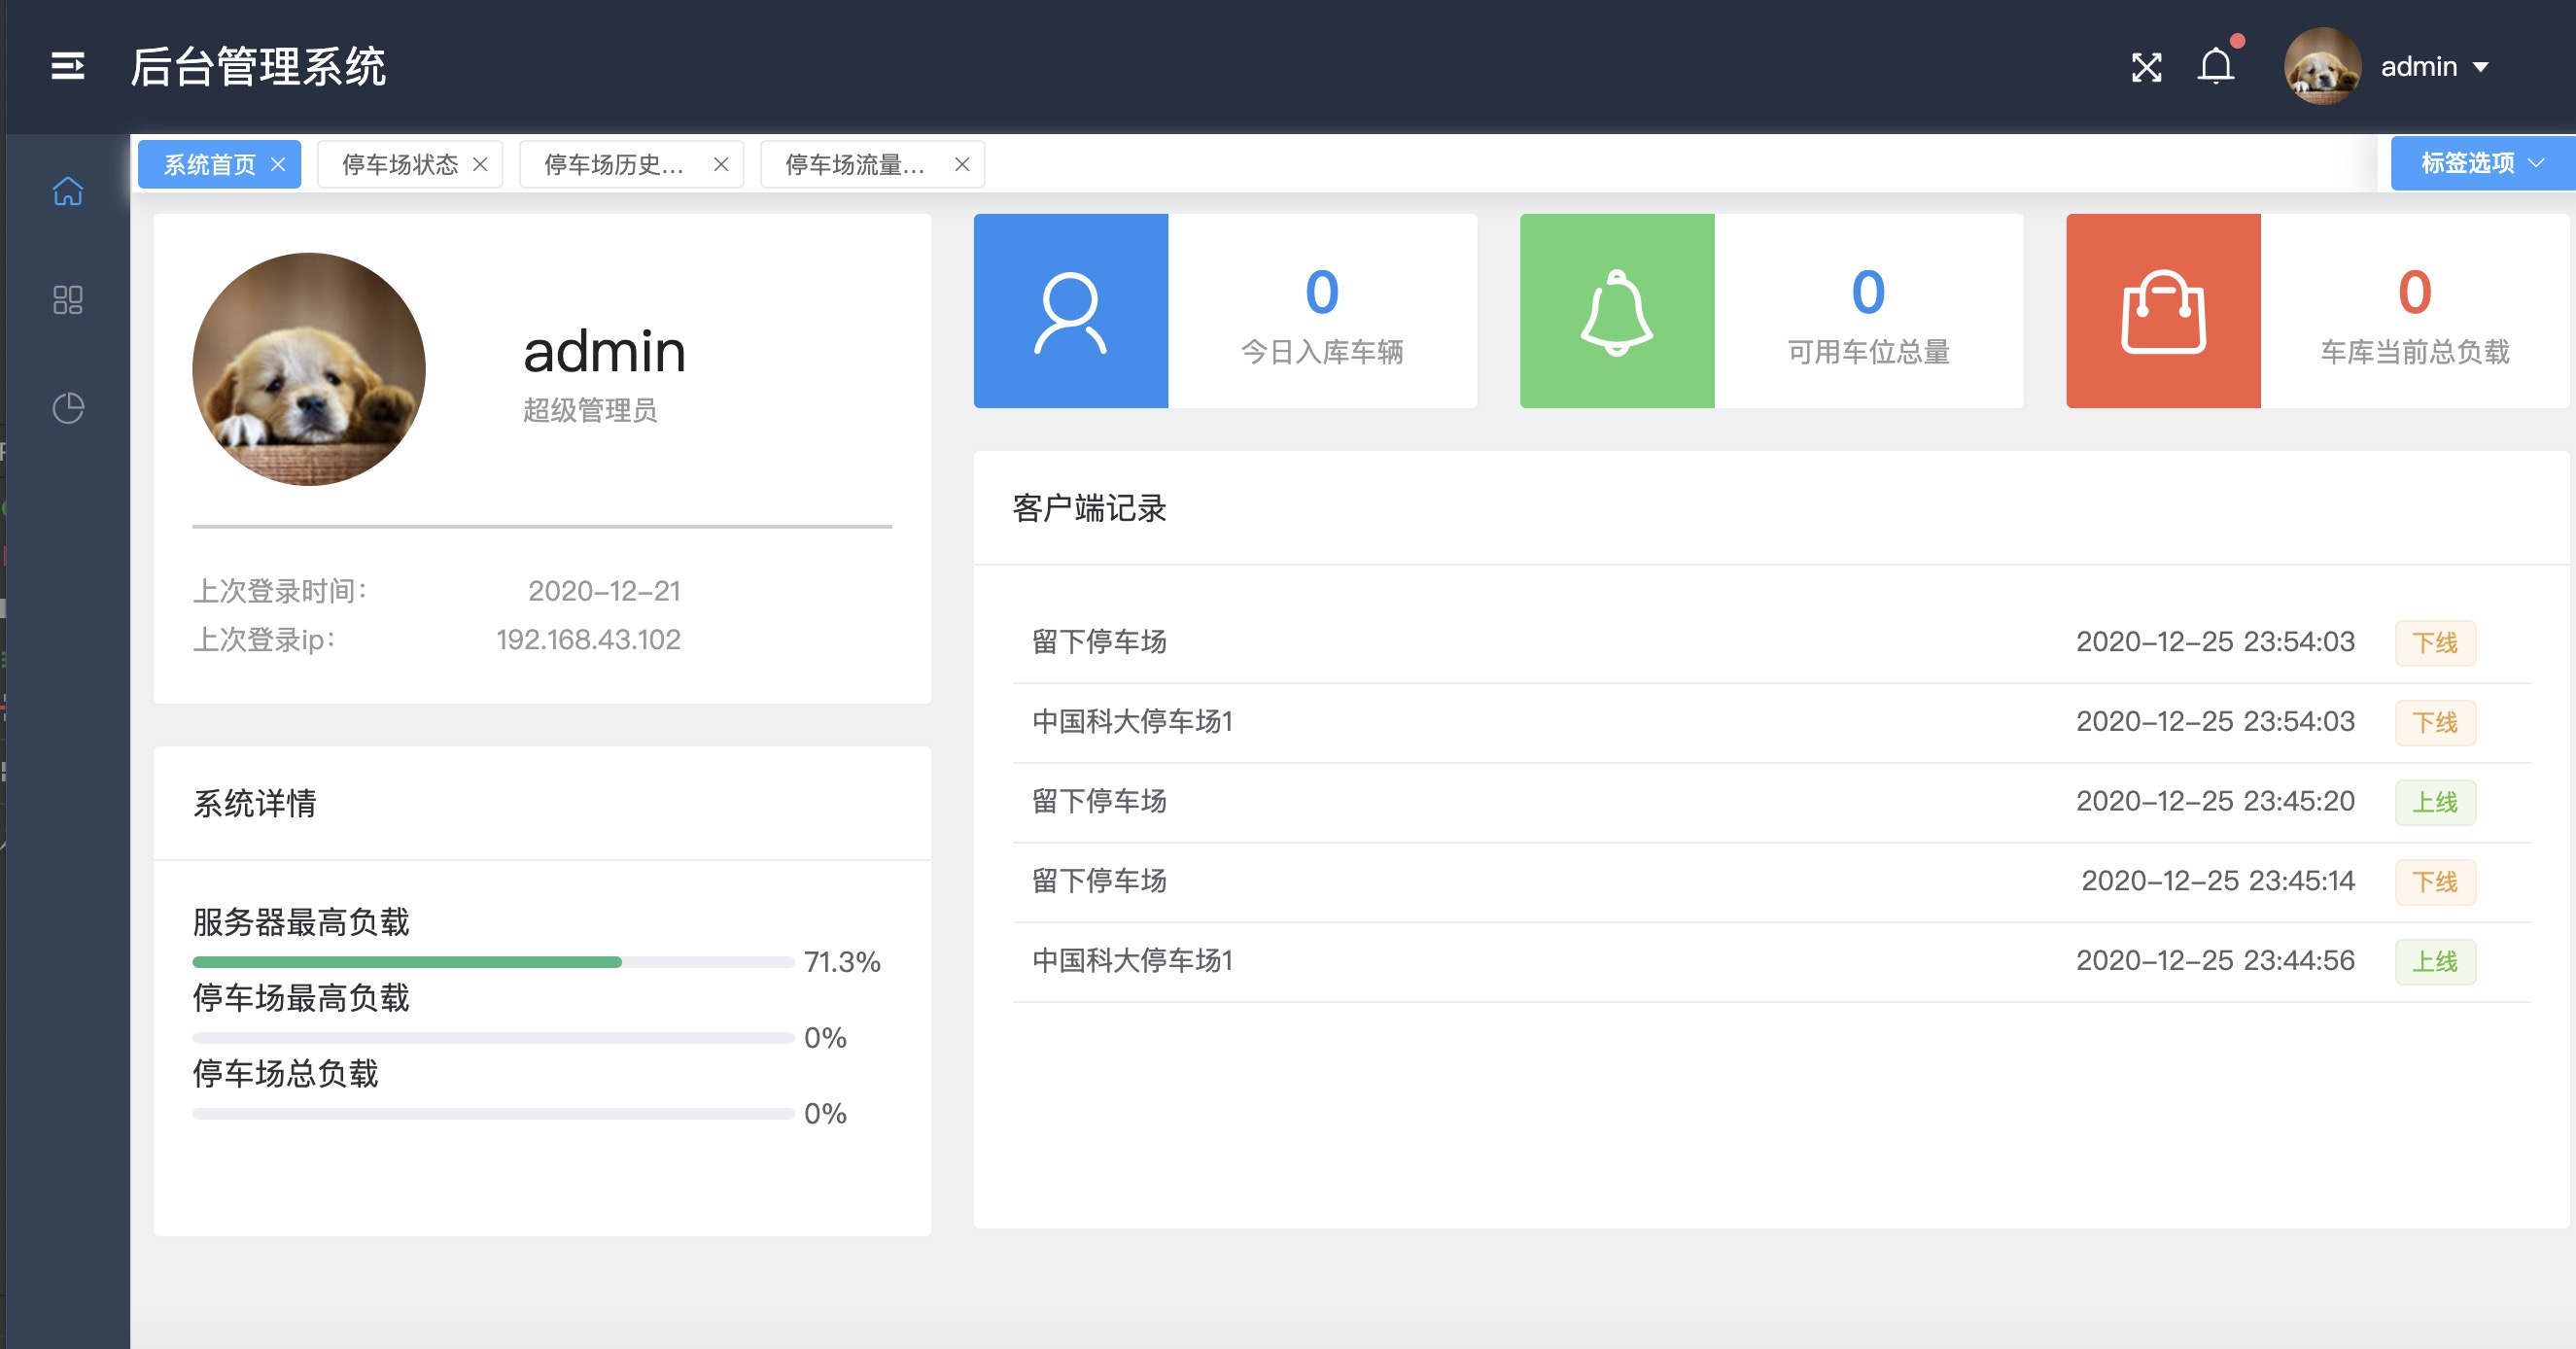 后台管理系统
admin
系统首页
停车场状态
停车场历史...
停车场流量...
标签选项
admin
超级管理员
上次登录时间: 2020-12-21
上次登录ip: 192.168.43.102
系统详情
服务器最高负载
71.3%
停车场最高负载
0%
停车场总负载
0%
0
今日入库车辆
0
可用车位总量
0
车库当前总负载
客户端记录
留下停车场 2020-12-25 23:54:03 下线
中国科大停车场1 2020-12-25 23:54:03 下线
留下停车场 2020-12-25 23:45:20 上线
留下停车场 2020-12-25 23:45:14 下线
中国科大停车场1 2020-12-25 23:44:56 上线